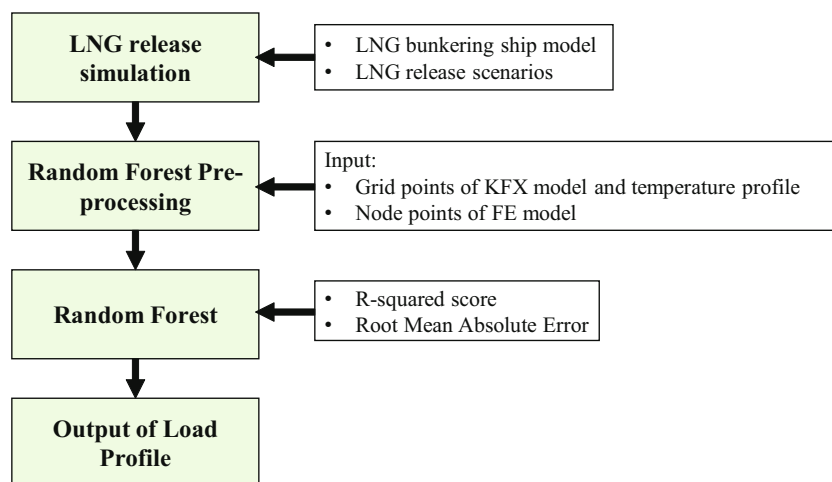 LNG release
simulation
• LNG bunkering ship model
• LNG release scenarios
Random Forest Pre-
processing
Input:
• Grid points of KFX model and temperature profile
• Node points of FE model
Random Forest
• R-squared score
• Root Mean Absolute Error
Output of Load
Profile